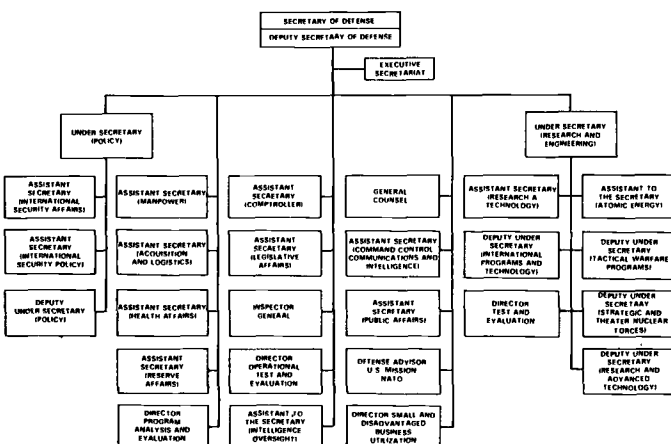 SECRETARY OF DEFENSE
DEPUTY SECRETARY OF DEFENSE
EXECUTIVE
SECRETARIAT
UNDER SECRETARY
(POLICY)
UNDER SECRETARY
(RESEARCH AND
ENGINEERING)
ASSISTANT
SECRETARY
(INTERNATIONAL
SECURITY AFFAIRS)
ASSISTANT SECRETARY
(MANPOWER)
ASSISTANT
SECRETARY
(COMPTROLLER)
GENERAL
COUNSEL
ASSISTANT SECRETARY
(RESEARCH &
TECHNOLOGY)
ASSISTANT TO
THE SECRETARY
(ATOMIC ENERGY)
ASSISTANT
SECRETARY
(INTERNATIONAL
SECURITY POLICY)
ASSISTANT
SECRETARY
(ACQUISITION
AND LOGISTICS)
ASSISTANT
SECRETARY
(LEGISLATIVE
AFFAIRS)
ASSISTANT SECRETARY
(COMMAND CONTROL
COMMUNICATIONS AND
INTELLIGENCE)
DEPUTY UNDER
SECRETARY
(INTERNATIONAL
PROGRAMS AND
TECHNOLOGY)
DEPUTY UNDER
SECRETARY
(TACTICAL WARFARE
PROGRAMS)
DEPUTY
UNDER SECRETARY
(POLICY)
ASSISTANT SECRETARY
(HEALTH AFFAIRS)
INSPECTOR
GENERAL
ASSISTANT
SECRETARY
(PUBLIC AFFAIRS)
DIRECTOR
TEST AND
EVALUATION
DEPUTY UNDER
SECRETARY
(STRATEGIC AND
THEATER NUCLEAR
FORCES)
ASSISTANT
SECRETARY
(RESERVE AFFAIRS)
DIRECTOR
OPERATIONAL
TEST AND
EVALUATION
DEFENSE ADVISOR
U.S. MISSION
NATO
DEPUTY UNDER
SECRETARY
(RESEARCH AND
ADVANCED
TECHNOLOGY)
DIRECTOR
PROGRAM
ANALYSIS AND
EVALUATION
ASSISTANT TO
THE SECRETARY
(INTELLIGENCE
OVERSIGHT)
DIRECTOR SMALL AND
DISADVANTAGED
BUSINESS
UTILIZATION